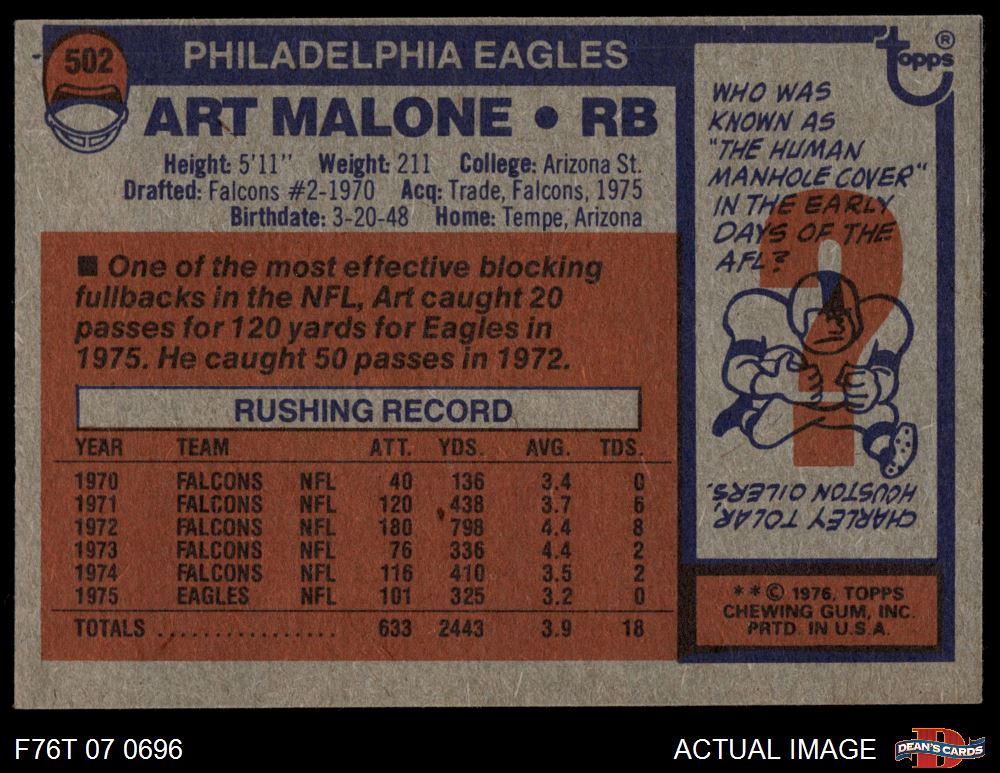 502
PHILADELPHIA EAGLES
ART MALONE • RB
Height: 5'11" Weight: 211 College: Arizona St.
Drafted: Falcons #2-1970 Acq: Trade, Falcons, 1975
Birthdate: 3-20-48 Home: Tempe, Arizona
■ One of the most effective blocking
fullbacks in the NFL, Art caught 20
passes for 120 yards for Eagles in
1975. He caught 50 passes in 1972.
RUSHING RECORD
YEAR TEAM ATT. YDS. AVG. TDS.
1970 FALCONS NFL 40 136 3.4 0
1971 FALCONS NFL 120 438 3.7 6
1972 FALCONS NFL 180 798 4.4 8
1973 FALCONS NFL 76 336 4.4 2
1974 FALCONS NFL 116 410 3.5 2
1975 EAGLES NFL 101 325 3.2 0
TOTALS ................ 633 2443 3.9 18
topps ®
WHO WAS
KNOWN AS
"THE HUMAN
MANHOLE COVER"
IN THE EARLY
DAYS OF THE
AFL?
?
CHARLEY TOLAR,
HOUSTON OILERS.
* * © 1976, TOPPS
CHEWING GUM, INC.
PRTD. IN U.S.A.
F76T 07 0696
ACTUAL IMAGE
D
DEAN'S CARDS